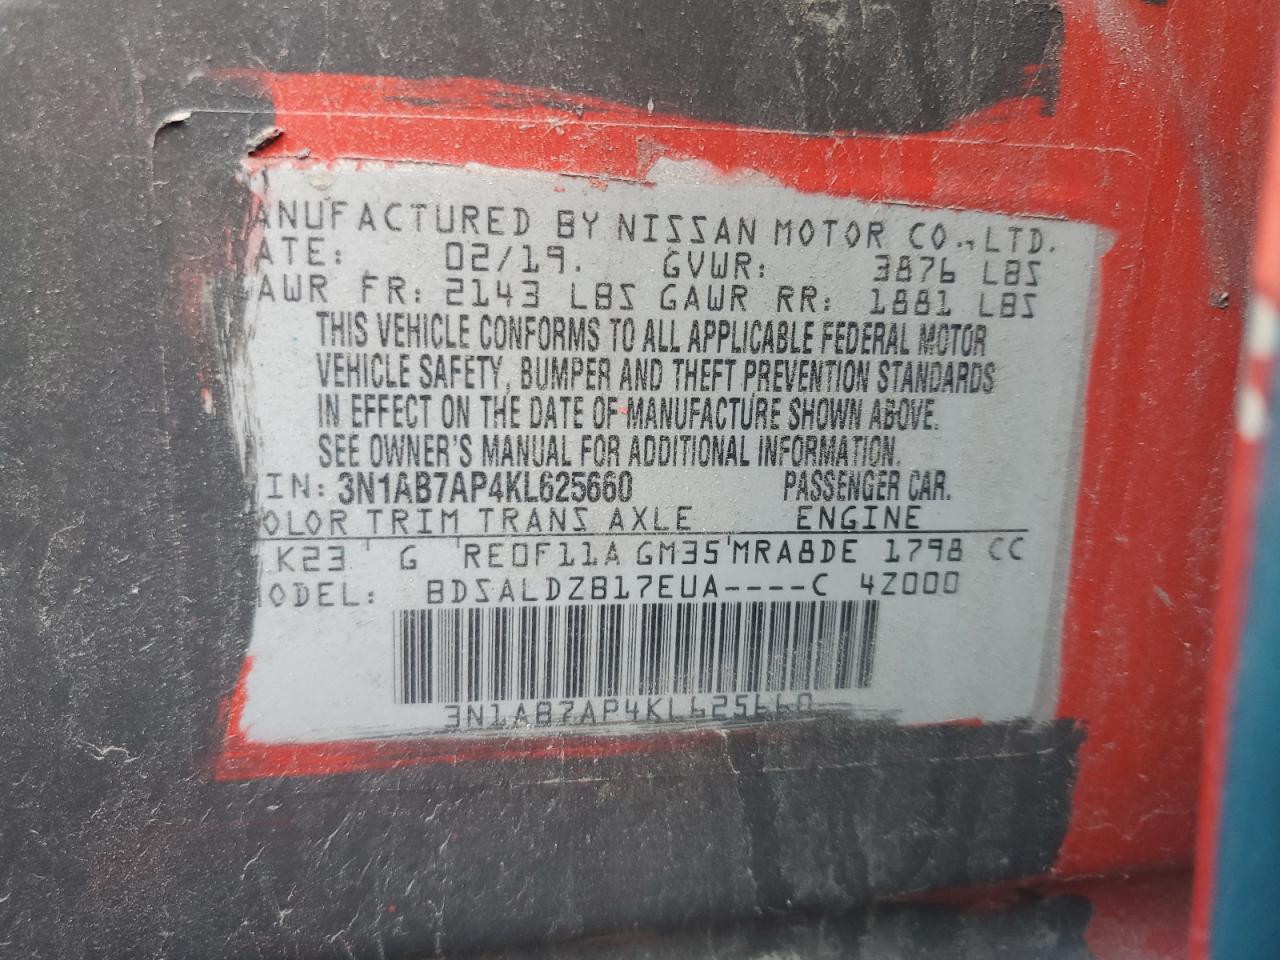 ANUFACTURED BY NISSAN MOTOR CO., LTD.
ATE: 02/19. GVWR: 3876 LBS
AWR FR: 2143 LBS GAWR RR: 1881 LBS
THIS VEHICLE CONFORMS TO ALL APPLICABLE FEDERAL MOTOR
VEHICLE SAFETY, BUMPER AND THEFT PREVENTION STANDARDS
IN EFFECT ON THE DATE OF MANUFACTURE SHOWN ABOVE.
SEE OWNER'S MANUAL FOR ADDITIONAL INFORMATION.
IN: 3N1AB7AP4KL625660 PASSENGER CAR.
OLOR TRIM TRANS AXLE ENGINE
K23 G RE0F11A GM35 MRA8DE 1798 CC
ODEL: BDSALDZB17EUA----C 4Z000
3N1AB7AP4KL625660